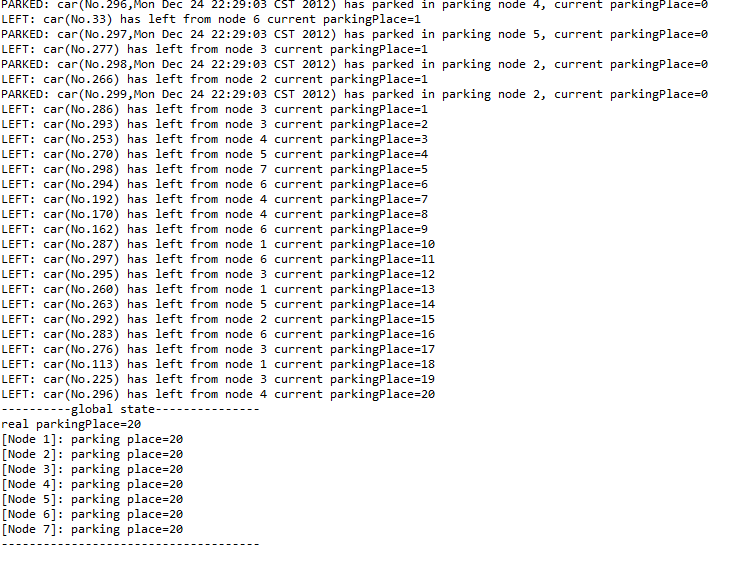 PARKED: car(No.296,Mon Dec 24 22:29:03 CST 2012) has parked in parking node 4, current parkingPlace=0
LEFT: car(No.33) has left from node 6 current parkingPlace=1
PARKED: car(No.297,Mon Dec 24 22:29:03 CST 2012) has parked in parking node 5, current parkingPlace=0
LEFT: car(No.277) has left from node 3 current parkingPlace=1
PARKED: car(No.298,Mon Dec 24 22:29:03 CST 2012) has parked in parking node 2, current parkingPlace=0
LEFT: car(No.266) has left from node 2 current parkingPlace=1
PARKED: car(No.299,Mon Dec 24 22:29:03 CST 2012) has parked in parking node 2, current parkingPlace=0
LEFT: car(No.286) has left from node 3 current parkingPlace=1
LEFT: car(No.293) has left from node 3 current parkingPlace=2
LEFT: car(No.253) has left from node 4 current parkingPlace=3
LEFT: car(No.270) has left from node 5 current parkingPlace=4
LEFT: car(No.298) has left from node 7 current parkingPlace=5
LEFT: car(No.294) has left from node 6 current parkingPlace=6
LEFT: car(No.192) has left from node 4 current parkingPlace=7
LEFT: car(No.170) has left from node 4 current parkingPlace=8
LEFT: car(No.162) has left from node 6 current parkingPlace=9
LEFT: car(No.287) has left from node 1 current parkingPlace=10
LEFT: car(No.297) has left from node 6 current parkingPlace=11
LEFT: car(No.295) has left from node 3 current parkingPlace=12
LEFT: car(No.260) has left from node 1 current parkingPlace=13
LEFT: car(No.263) has left from node 5 current parkingPlace=14
LEFT: car(No.292) has left from node 2 current parkingPlace=15
LEFT: car(No.283) has left from node 6 current parkingPlace=16
LEFT: car(No.276) has left from node 3 current parkingPlace=17
LEFT: car(No.113) has left from node 1 current parkingPlace=18
LEFT: car(No.225) has left from node 3 current parkingPlace=19
LEFT: car(No.296) has left from node 4 current parkingPlace=20
----------global state---------------
real parkingPlace=20
[Node 1]: parking place=20
[Node 2]: parking place=20
[Node 3]: parking place=20
[Node 4]: parking place=20
[Node 5]: parking place=20
[Node 6]: parking place=20
[Node 7]: parking place=20
-------------------------------------